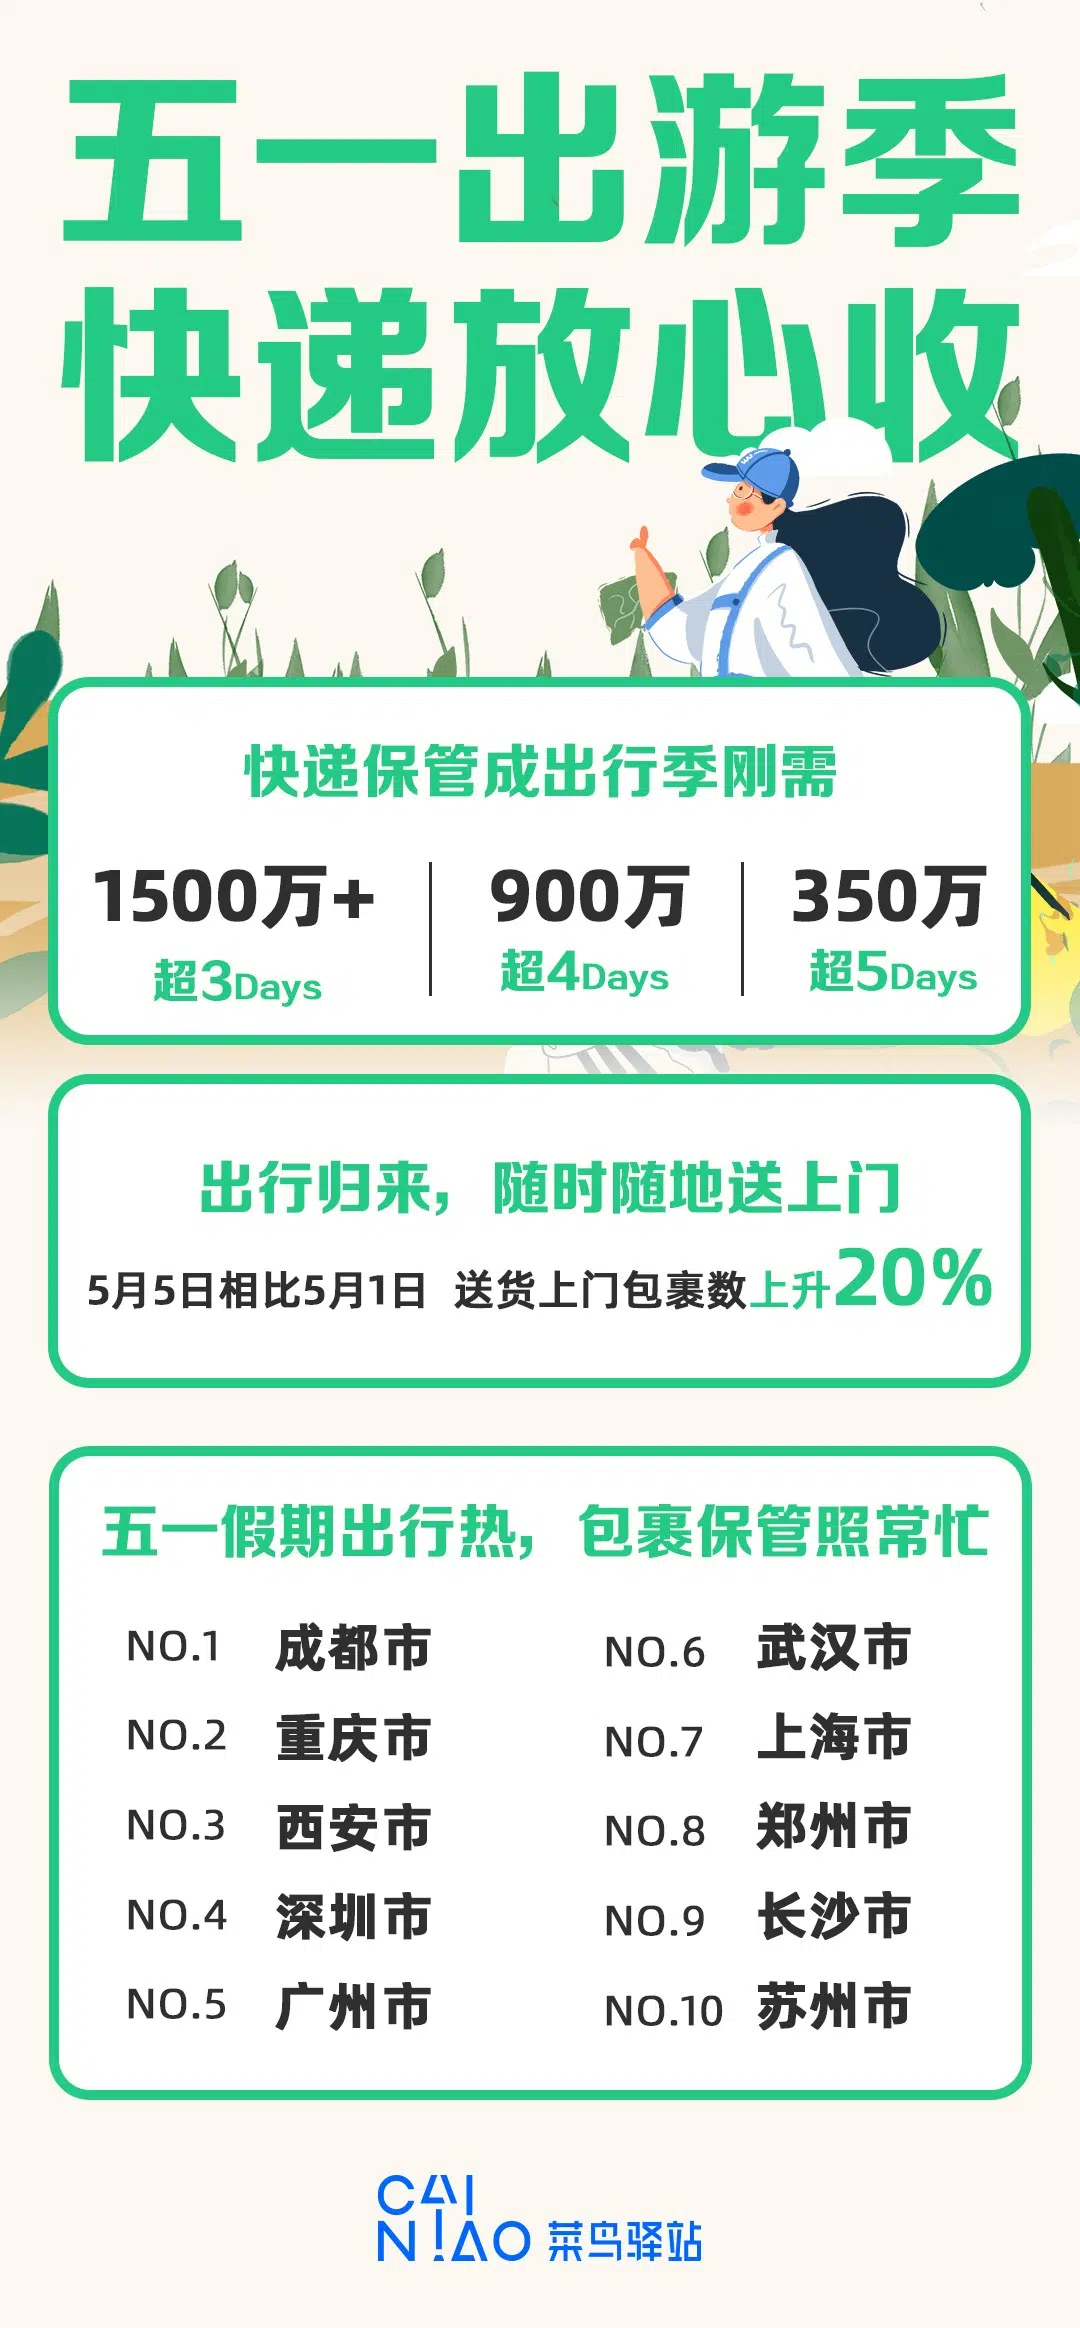 五一出游季
快递放心收
快递保管成出行季刚需
1500万+ 900万 350万
超3Days 超4Days 超5Days
出行归来，随时随地送上门
5月5日相比5月1日 送货上门包裹数上升20%
五一假期出行热，包裹保管照常忙
NO.1 成都市
NO.2 重庆市
NO.3 西安市
NO.4 深圳市
NO.5 广州市
NO.6 武汉市
NO.7 上海市
NO.8 郑州市
NO.9 长沙市
NO.10 苏州市
CAI
NIAO 菜鸟驿站